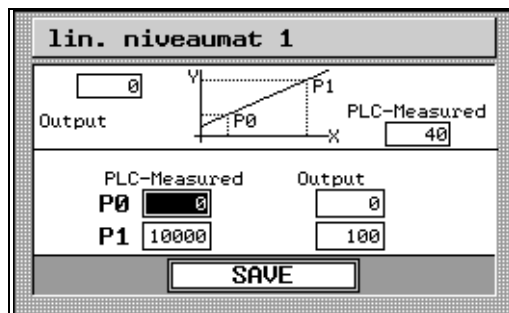 lin. niveaumat 1
0
Y
P1
Output
P0
PLC-Measured
X
40
PLC-Measured Output
P0 0 0
P1 10000 100
SAVE